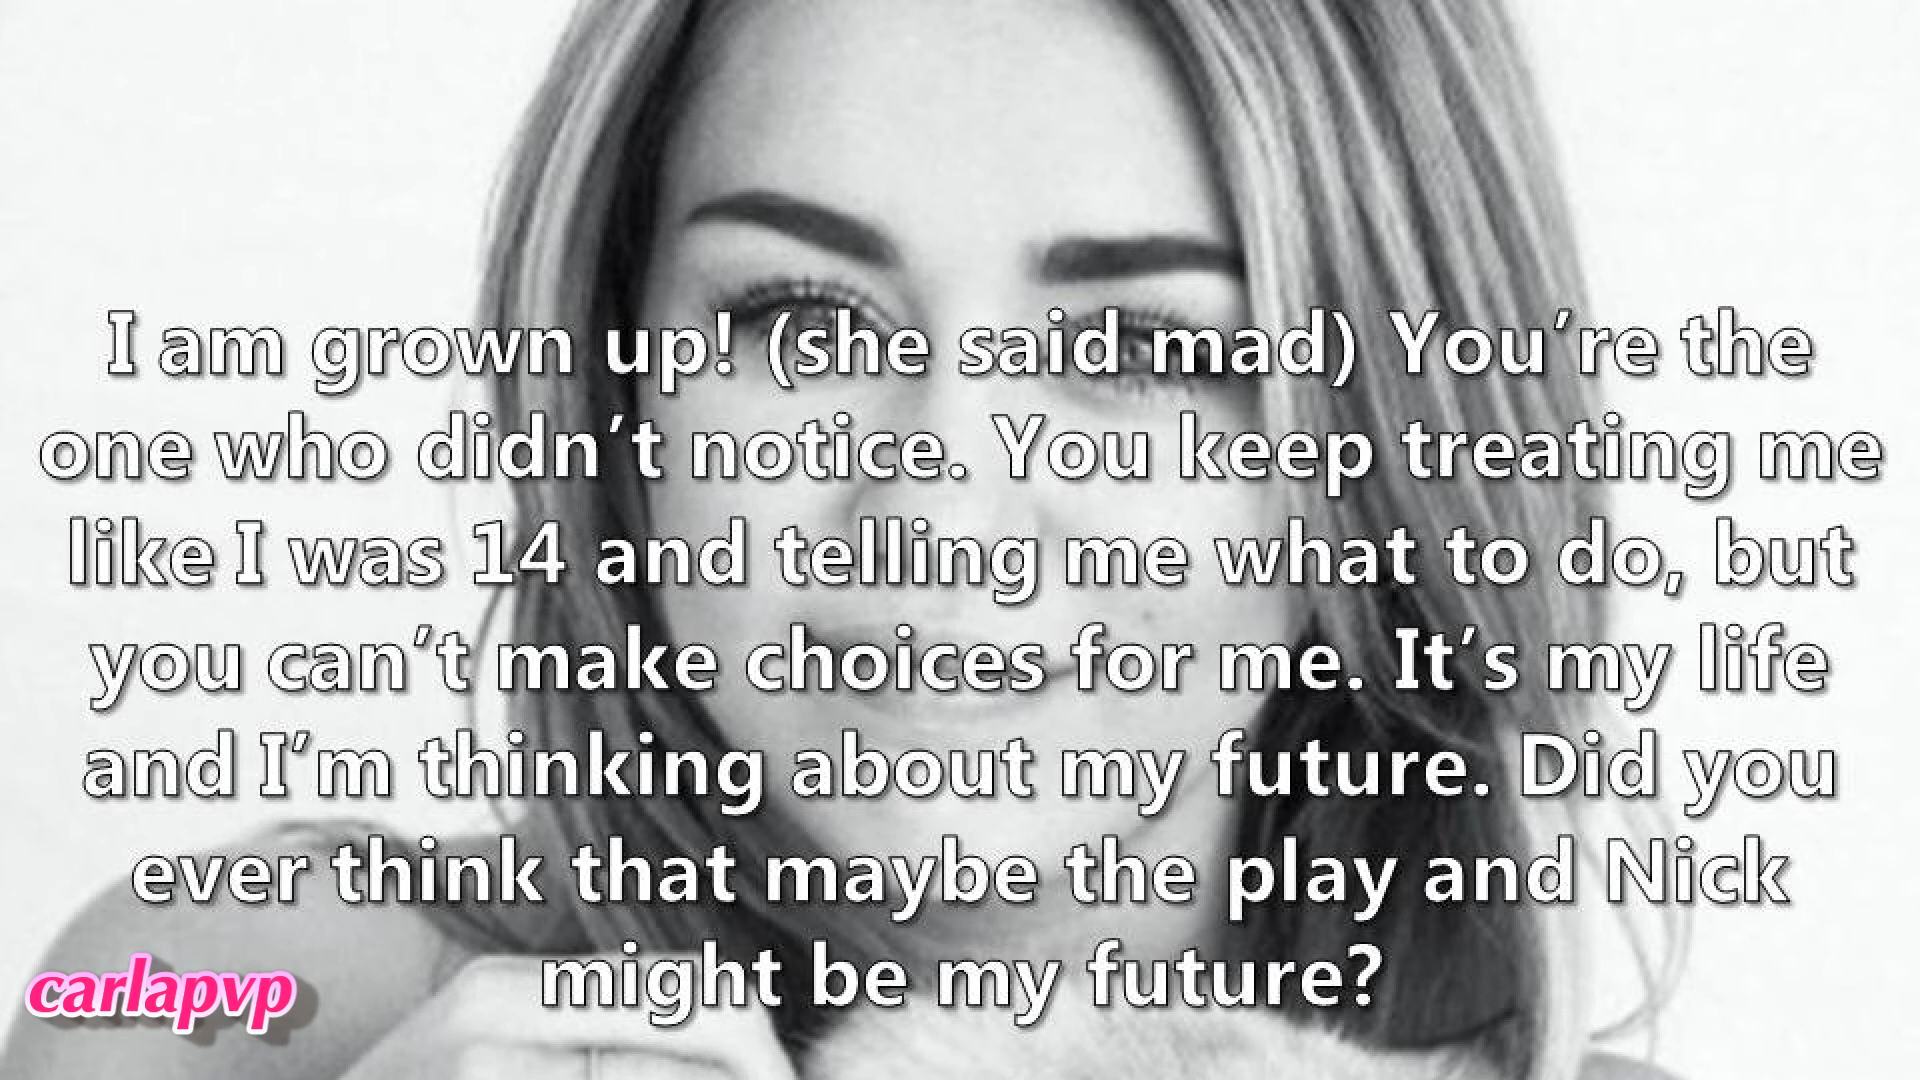 I am grown up! (she said mad) You’re the
one who didn’t notice. You keep treating me
like I was 14 and telling me what to do, but
you can’t make choices for me. It’s my life
and I’m thinking about my future. Did you
ever think that maybe the play and Nick
might be my future?
carlapvp